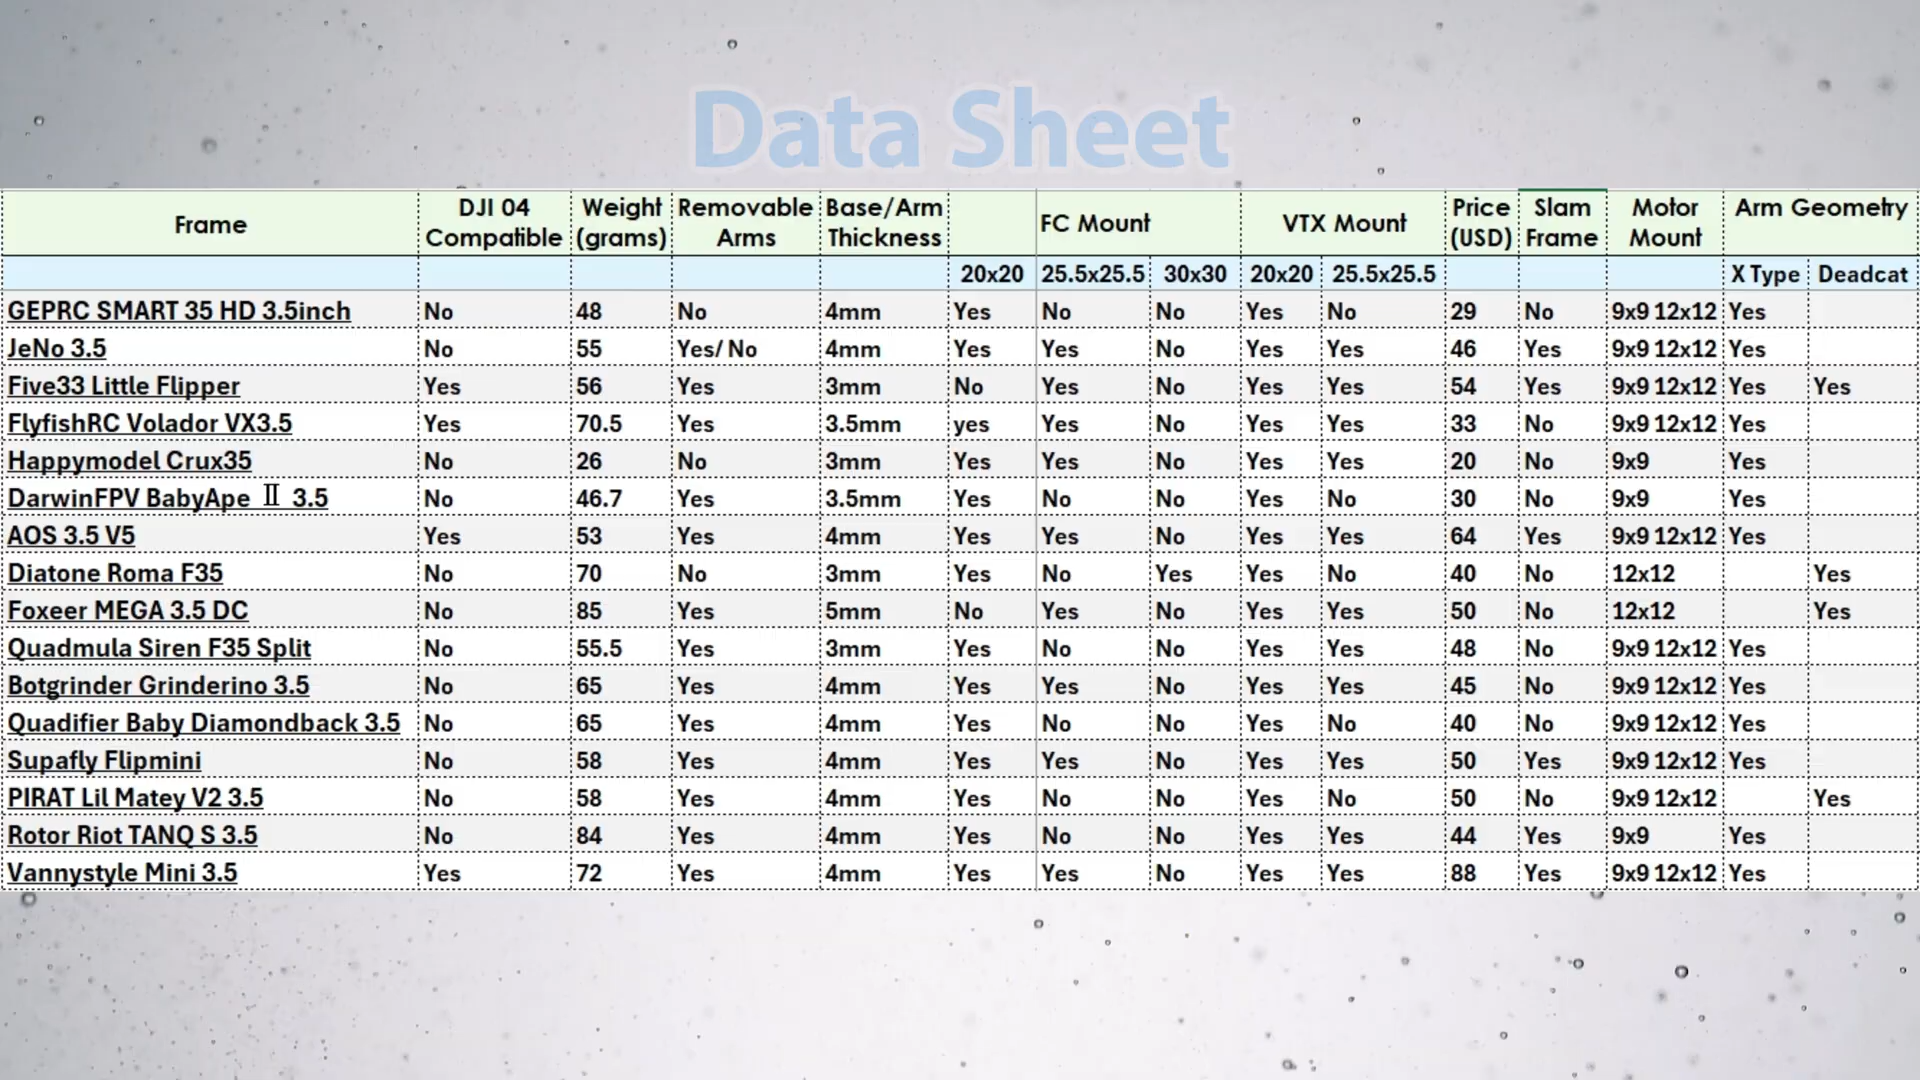 Data Sheet
Frame DJI 04 Compatible Weight (grams) Removable Arms Base/Arm Thickness FC Mount VTX Mount Price (USD) Slam Frame Motor Mount Arm Geometry
20x20 25.5x25.5 30x30 20x20 25.5x25.5 X Type Deadcat
GEPRC SMART 35 HD 3.5inch No 48 No 4mm Yes No No Yes No 29 No 9x9 12x12 Yes
JeNo 3.5 No 55 Yes/ No 4mm Yes Yes No Yes Yes 46 Yes 9x9 12x12 Yes
Five33 Little Flipper Yes 56 Yes 3mm No Yes No Yes Yes 54 Yes 9x9 12x12 Yes Yes
FlyfishRC Volador VX3.5 Yes 70.5 Yes 3.5mm yes Yes No Yes Yes 33 No 9x9 12x12 Yes
Happymodel Crux35 No 26 No 3mm Yes Yes No Yes Yes 20 No 9x9 Yes
DarwinFPV BabyApe Ⅱ 3.5 No 46.7 Yes 3.5mm Yes No No Yes No 30 No 9x9 Yes
AOS 3.5 V5 Yes 53 Yes 4mm Yes Yes No Yes Yes 64 Yes 9x9 12x12 Yes
Diatone Roma F35 No 70 No 3mm Yes No Yes Yes No 40 No 12x12 Yes
Foxeer MEGA 3.5 DC No 85 Yes 5mm No Yes No Yes Yes 50 No 12x12 Yes
Quadmula Siren F35 Split No 55.5 Yes 3mm Yes No No Yes Yes 48 No 9x9 12x12 Yes
Botgrinder Grinderino 3.5 No 65 Yes 4mm Yes Yes No Yes Yes 45 No 9x9 12x12 Yes
Quadifier Baby Diamondback 3.5 No 65 Yes 4mm Yes No No Yes No 40 No 9x9 12x12 Yes
Supafly Flipmini No 58 Yes 4mm Yes Yes No Yes Yes 50 Yes 9x9 12x12 Yes
PIRAT Lil Matey V2 3.5 No 58 Yes 4mm Yes No No Yes No 50 No 9x9 12x12 Yes
Rotor Riot TANQ S 3.5 No 84 Yes 4mm Yes No No Yes Yes 44 Yes 9x9 Yes
Vannystyle Mini 3.5 Yes 72 Yes 4mm Yes Yes No Yes Yes 88 Yes 9x9 12x12 Yes